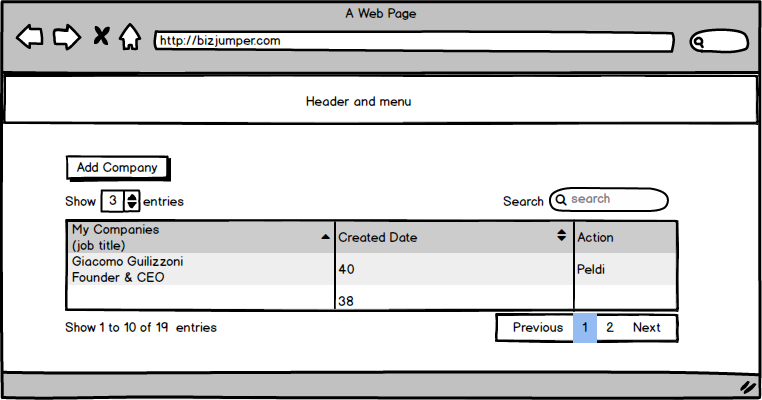 A Web Page
http://bizjumper.com
Header and menu
Add Company
Show 3 entries
Search search
My Companies
(job title)
Created Date
Action
Giacomo Guilizzoni
Founder & CEO
40
Peldi
38
Show 1 to 10 of 19 entries
Previous 1 2 Next